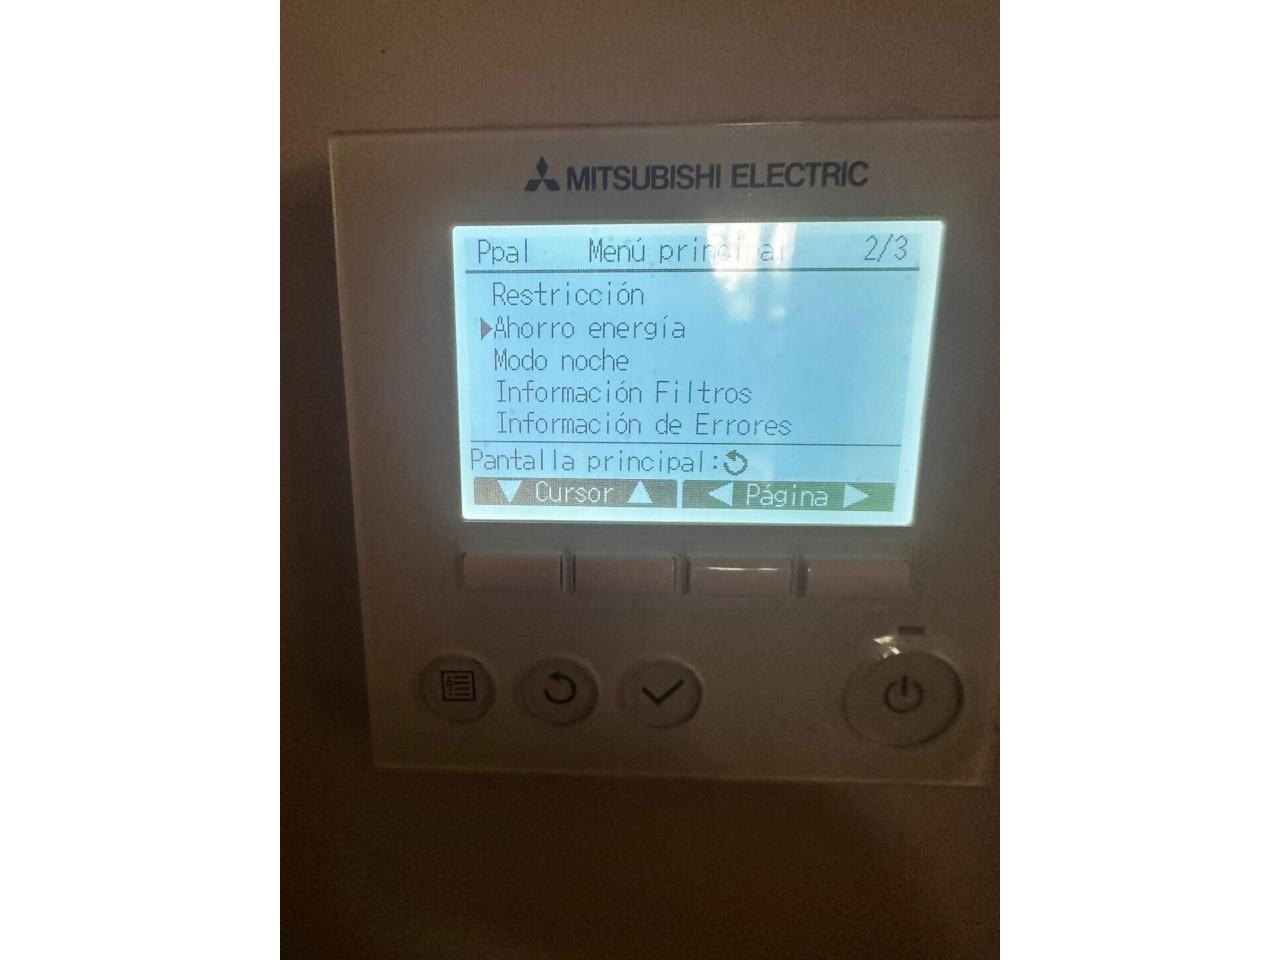 MITSUBISHI ELECTRIC
Ppal Menú principal 2/3
Restricción
Ahorro energía
Modo noche
Información Filtros
Información de Errores
Pantalla principal:
Cursor Página